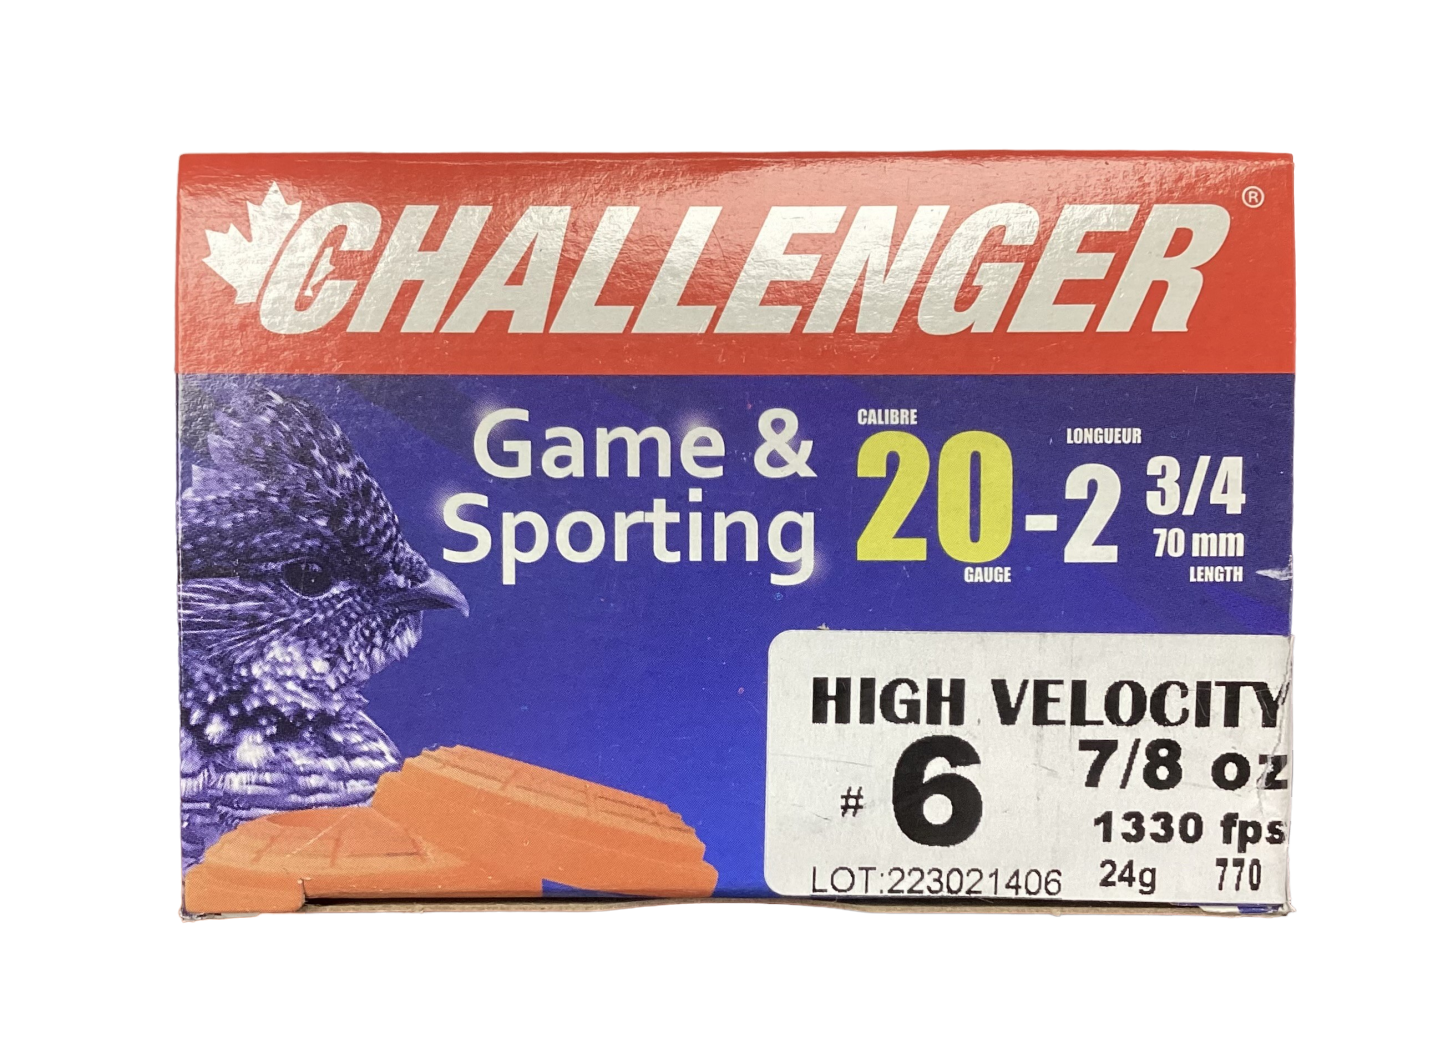 CHALLENGER®
Game &
Sporting
CALIBRE
20
GAUGE
-2 3/4
LONGUEUR
70 mm
LENGTH
HIGH VELOCITY
# 6
7/8 oz
1330 fps
LOT:223021406
24g 770